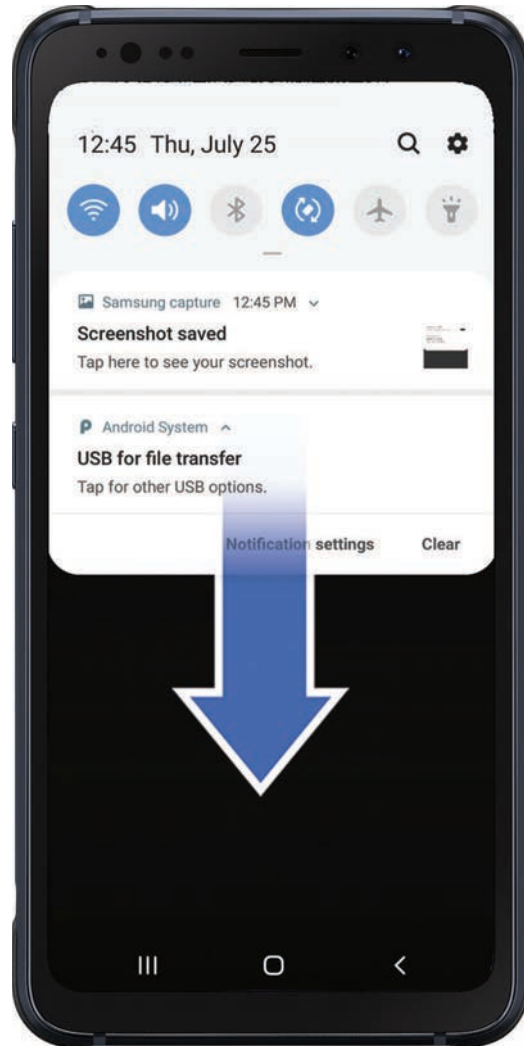 12:45 Thu, July 25
Samsung capture 12:45 PM
Screenshot saved
Tap here to see your screenshot.
Android System
USB for file transfer
Tap for other USB options.
Notification settings Clear